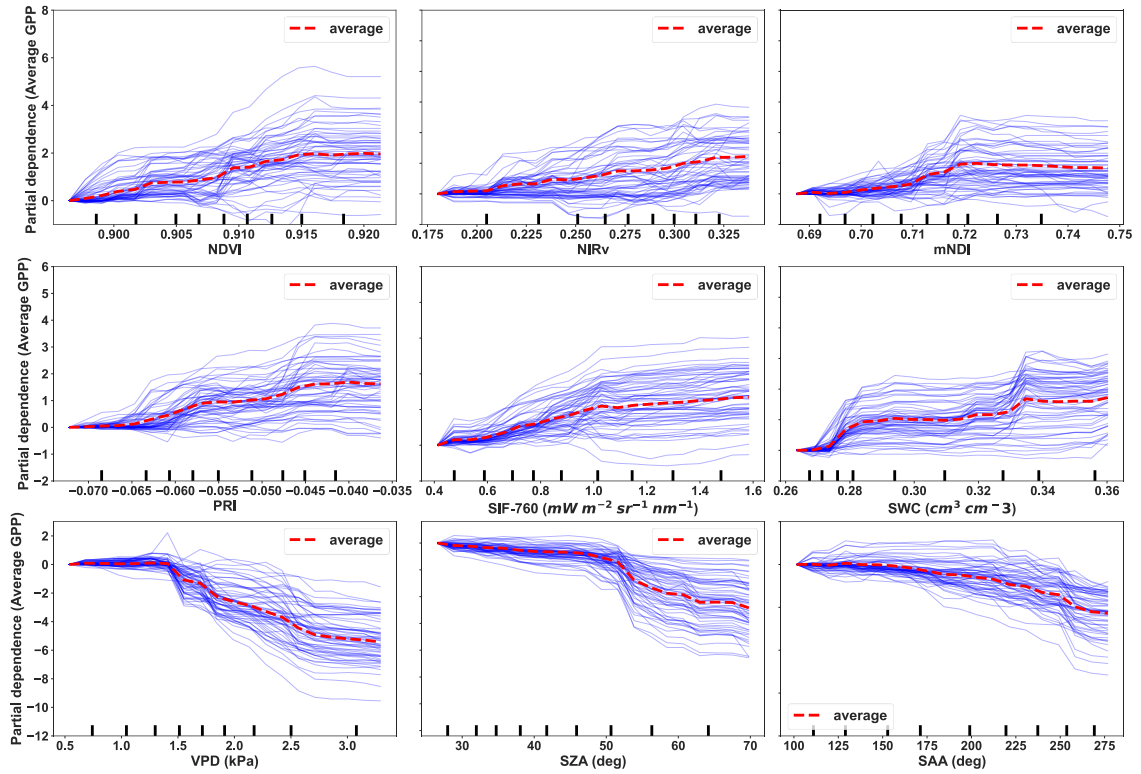 8
6
4
2
0
Partial dependence (Average GPP)
average
0.900 0.905 0.910 0.915 0.920
NDVI
average
0.175 0.200 0.225 0.250 0.275 0.300 0.325
NIRv
average
0.69 0.70 0.71 0.72 0.73 0.74 0.75
mNDI
6
5
4
3
2
1
0
−1
−2
Partial dependence (Average GPP)
average
−0.070 −0.065 −0.060 −0.055 −0.050 −0.045 −0.040 −0.035
PRI
average
0.4 0.6 0.8 1.0 1.2 1.4 1.6
SIF-760 (mW m−2 sr−1 nm−1)
average
0.26 0.28 0.30 0.32 0.34 0.36
SWC (cm3 cm−3)
2
0
−2
−4
−6
−8
−10
−12
Partial dependence (Average GPP)
average
0.5 1.0 1.5 2.0 2.5 3.0
VPD (kPa)
average
30 40 50 60 70
SZA (deg)
average
100 125 150 175 200 225 250 275
SAA (deg)